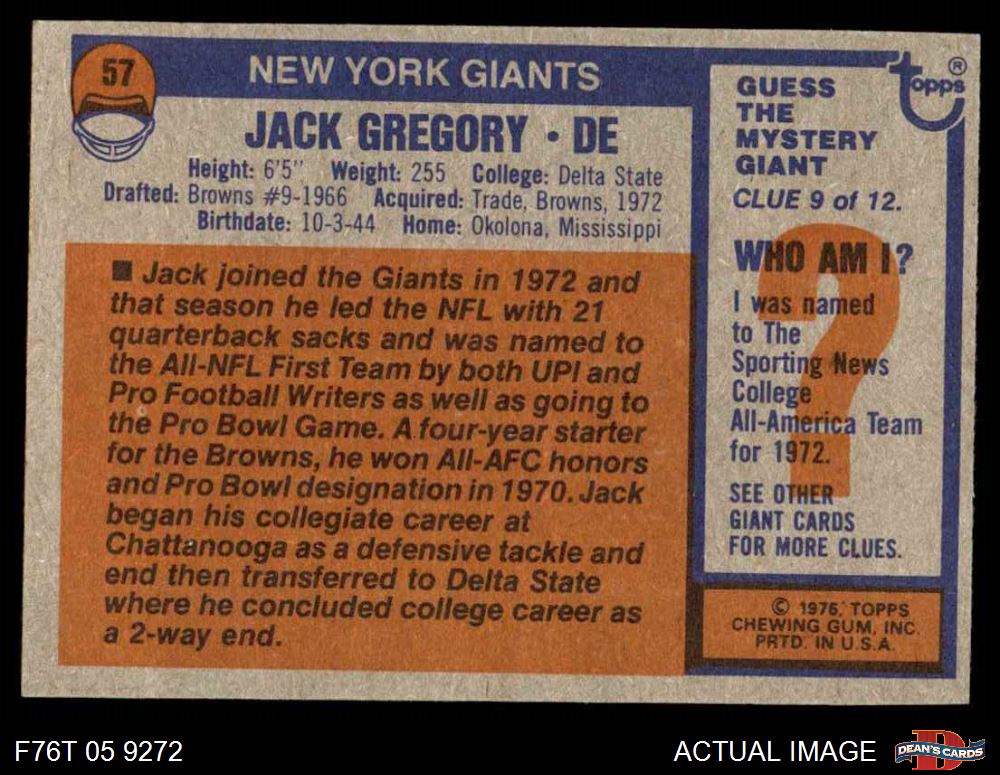 57
NEW YORK GIANTS
JACK GREGORY • DE
Height: 6'5" Weight: 255 College: Delta State
Drafted: Browns #9-1966 Acquired: Trade, Browns, 1972
Birthdate: 10-3-44 Home: Okolona, Mississippi
■ Jack joined the Giants in 1972 and
that season he led the NFL with 21
quarterback sacks and was named to
the All-NFL First Team by both UPI and
Pro Football Writers as well as going to
the Pro Bowl Game. A four-year starter
for the Browns, he won All-AFC honors
and Pro Bowl designation in 1970. Jack
began his collegiate career at
Chattanooga as a defensive tackle and
end then transferred to Delta State
where he concluded college career as
a 2-way end.
topps ®
GUESS
THE
MYSTERY
GIANT
CLUE 9 of 12.
WHO AM I?
I was named
to The
Sporting News
College
All-America Team
for 1972.
SEE OTHER
GIANT CARDS
FOR MORE CLUES.
© 1976, TOPPS
CHEWING GUM, INC.
PRTD. IN U.S.A.
F76T 05 9272
ACTUAL IMAGE
DEAN'S CARDS